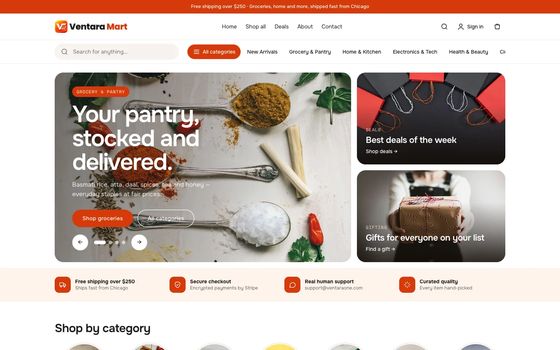 Free shipping over $250 · Groceries, home and more, shipped fast from Chicago
Ventara Mart
Home Shop all Deals About Contact
Sign in
Search for anything...
All categories New Arrivals Grocery & Pantry Home & Kitchen Electronics & Tech Health & Beauty
GROCERY & PANTRY
Your pantry,
stocked and
delivered.
Basmati rice, atta, daal, spices, tea and honey —
everyday staples at fair prices.
Shop groceries
All categories
DEALS
Best deals of the week
Shop deals →
GIFTING
Gifts for everyone on your list
Find a gift →
Free shipping over $250
Ships fast from Chicago
Secure checkout
Encrypted payments by Stripe
Real human support
support@ventaraone.com
Curated quality
Every item hand-picked
Shop by category